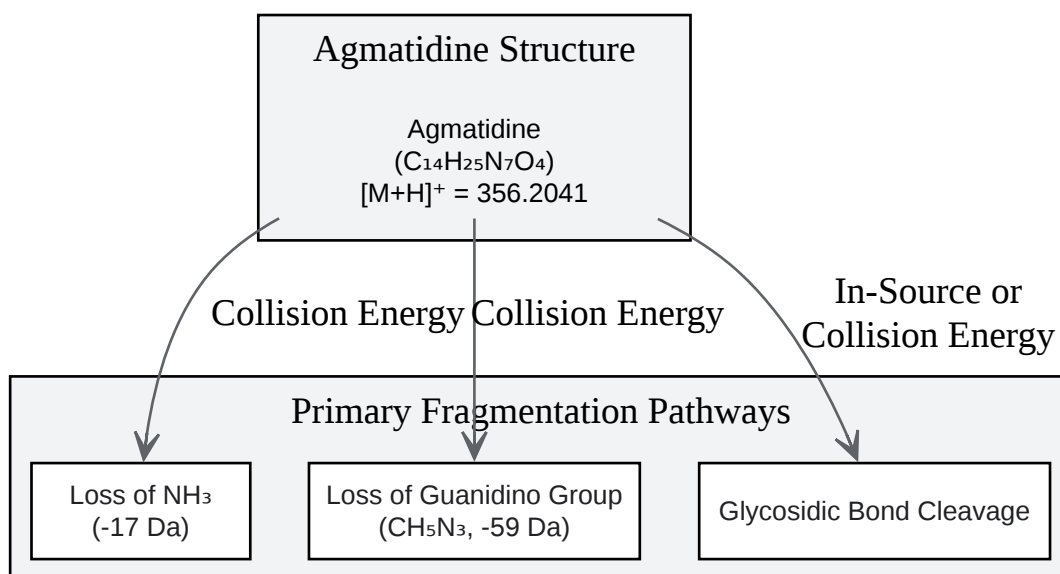 Agmatidine Structure
Agmatidine
(C₁₄H₂₅N₇O₄)
[M+H]⁺ = 356.2041
Collision Energy
Collision Energy
In-Source or
Collision Energy
Primary Fragmentation Pathways
Loss of NH₃
(-17 Da)
Loss of Guanidino Group
(CH₅N₃, -59 Da)
Glycosidic Bond Cleavage